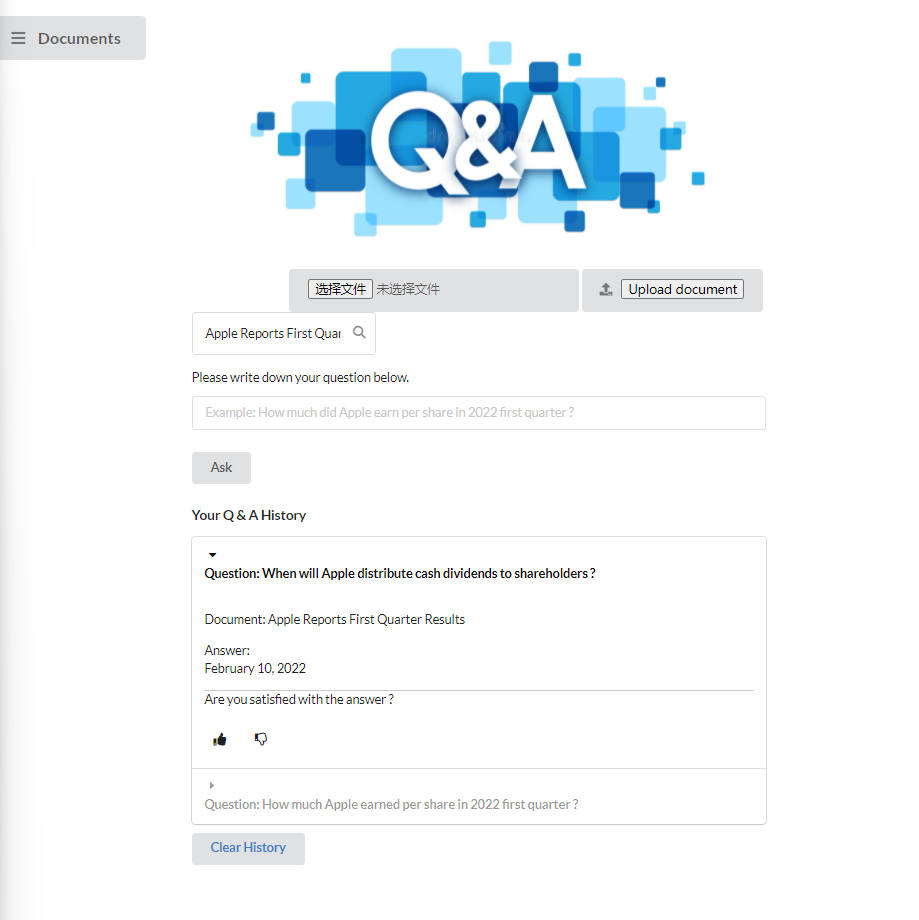 Documents
Q&A
选择文件 未选择文件
Upload document
Apple Reports First Quar
Please write down your question below.
Example: How much did Apple earn per share in 2022 first quarter ?
Ask
Your Q & A History
Question: When will Apple distribute cash dividends to shareholders ?
Document: Apple Reports First Quarter Results
Answer:
February 10, 2022
Are you satisfied with the answer ?
Question: How much Apple earned per share in 2022 first quarter ?
Clear History